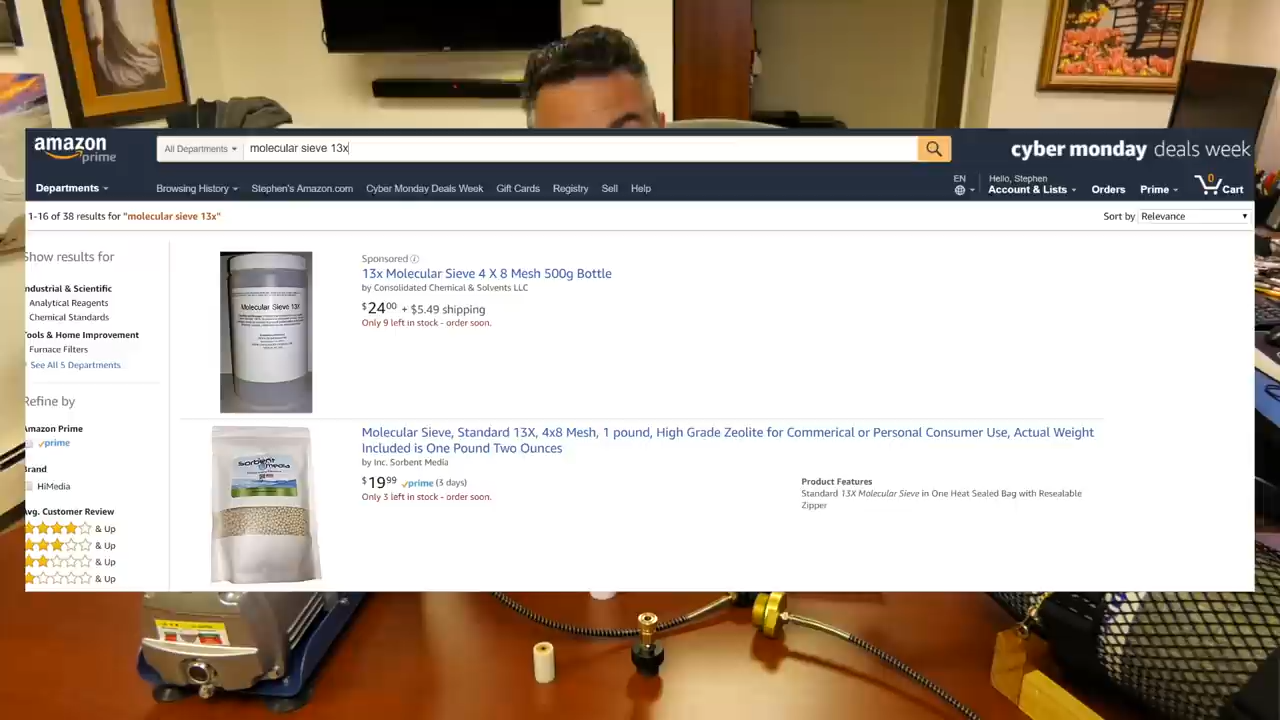 amazon
prime
All Departments
molecular sieve 13x
cyber monday deals week
Departments
Browsing History
Stephen's Amazon.com
Cyber Monday Deals Week
Gift Cards
Registry
Sell
Help
EN
Hello, Stephen
Account & Lists
Orders
Prime
0
Cart
1-16 of 38 results for "molecular sieve 13x"
Sort by Relevance
Show results for
ndustrial & Scientific
Analytical Reagents
Chemical Standards
Tools & Home Improvement
Furnace Filters
See All 5 Departments
Refine by
Amazon Prime
prime
Brand
HiMedia
Avg. Customer Review
& Up
& Up
& Up
& Up
Sponsored
13x Molecular Sieve 4 X 8 Mesh 500g Bottle
by Consolidated Chemical & Solvents LLC
$24 00 + $5.49 shipping
Only 9 left in stock - order soon.
Molecular Sieve 13X
Molecular Sieve, Standard 13X, 4x8 Mesh, 1 pound, High Grade Zeolite for Commerical or Personal Consumer Use, Actual Weight
Included is One Pound Two Ounces
by Inc. Sorbent Media
$19 99 prime (3 days)
Only 3 left in stock - order soon.
Product Features
Standard 13X Molecular Sieve in One Heat Sealed Bag with Resealable
Zipper
Sorbent
media